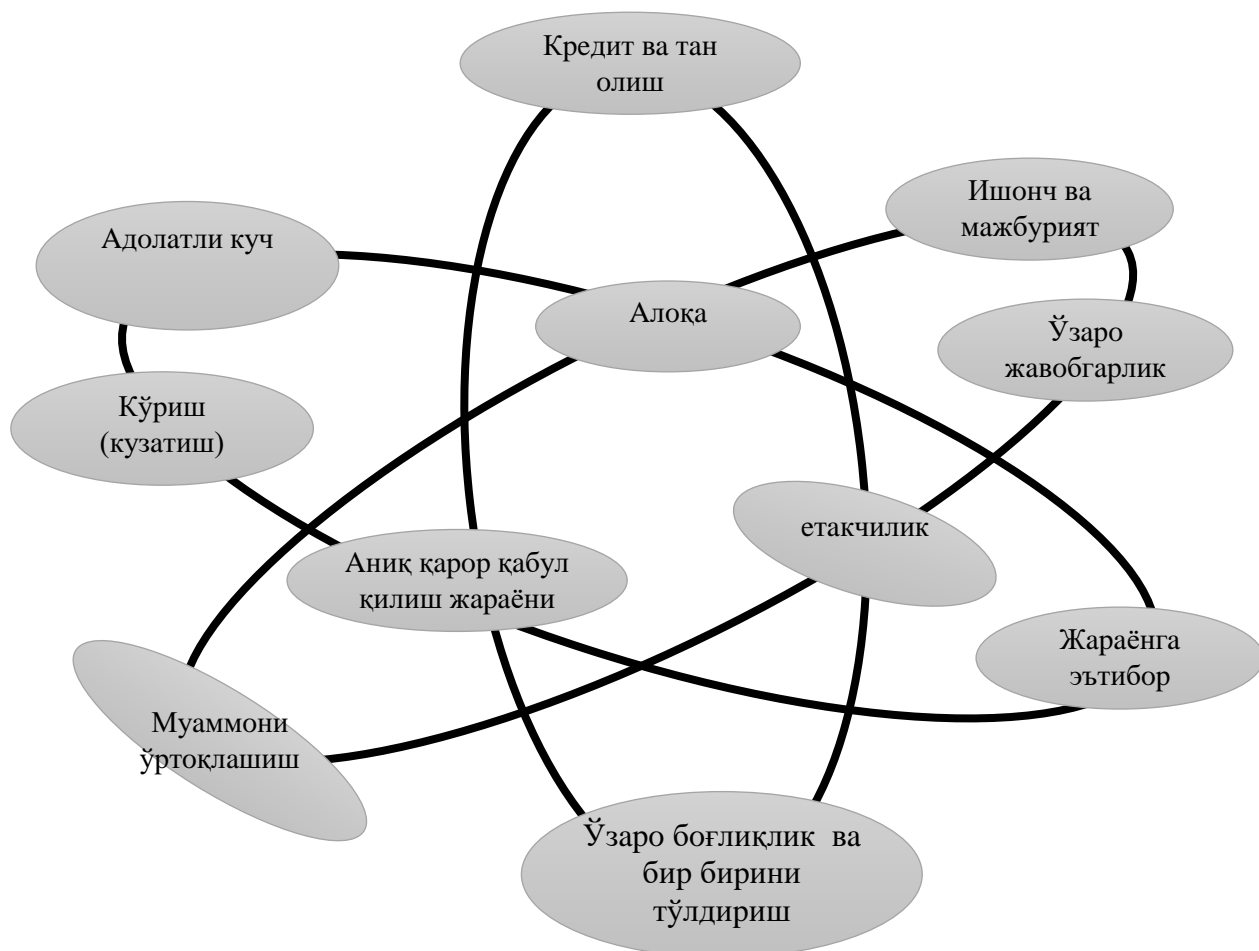 Кредит ва тан
олиш
Ишонч ва
мажбурият
Адолатли куч
Алоқа
Ўзаро
жавобгарлик
Кўриш
(кузатиш)
етакчилик
Аниқ қарор қабул
қилиш жараёни
Жараёнга
эътибор
Муаммони
ўртоқлашиш
Ўзаро боғлиқлик ва
бир бирини
тўлдириш